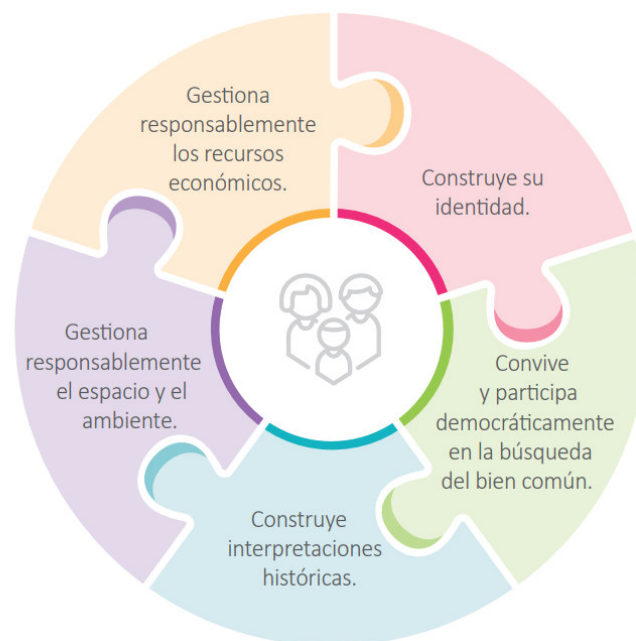 Gestiona
responsablemente
los recursos
económicos.
Construye su
identidad.
Gestiona
responsablemente
el espacio y el
ambiente.
Convive
y participa
democráticamente
en la búsqueda
del bien común.
Construye
interpretaciones
históricas.